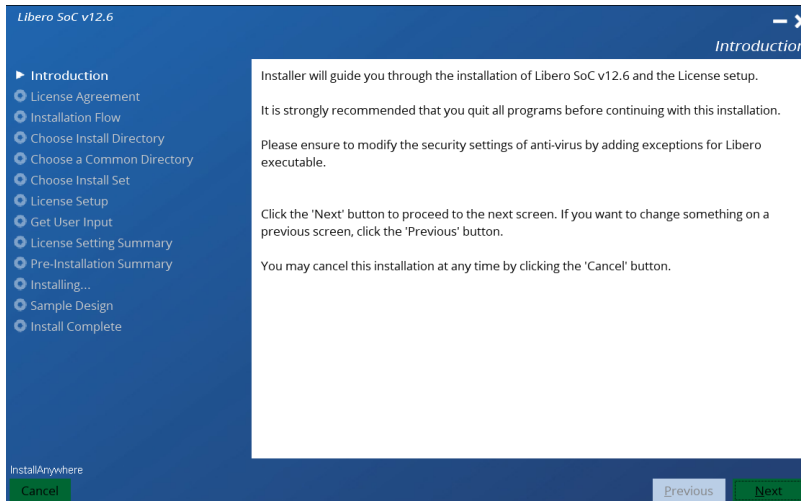 Libero SoC v12.6
Introduction
Introduction
License Agreement
Installation Flow
Choose Install Directory
Choose a Common Directory
Choose Install Set
License Setup
Get User Input
License Setting Summary
Pre-Installation Summary
Installing...
Sample Design
Install Complete
Installer will guide you through the installation of Libero SoC v12.6 and the License setup.
It is strongly recommended that you quit all programs before continuing with this installation.
Please ensure to modify the security settings of anti-virus by adding exceptions for Libero
executable.
Click the 'Next' button to proceed to the next screen. If you want to change something on a
previous screen, click the 'Previous' button.
You may cancel this installation at any time by clicking the 'Cancel' button.
InstallAnywhere
Cancel
Previous
Next